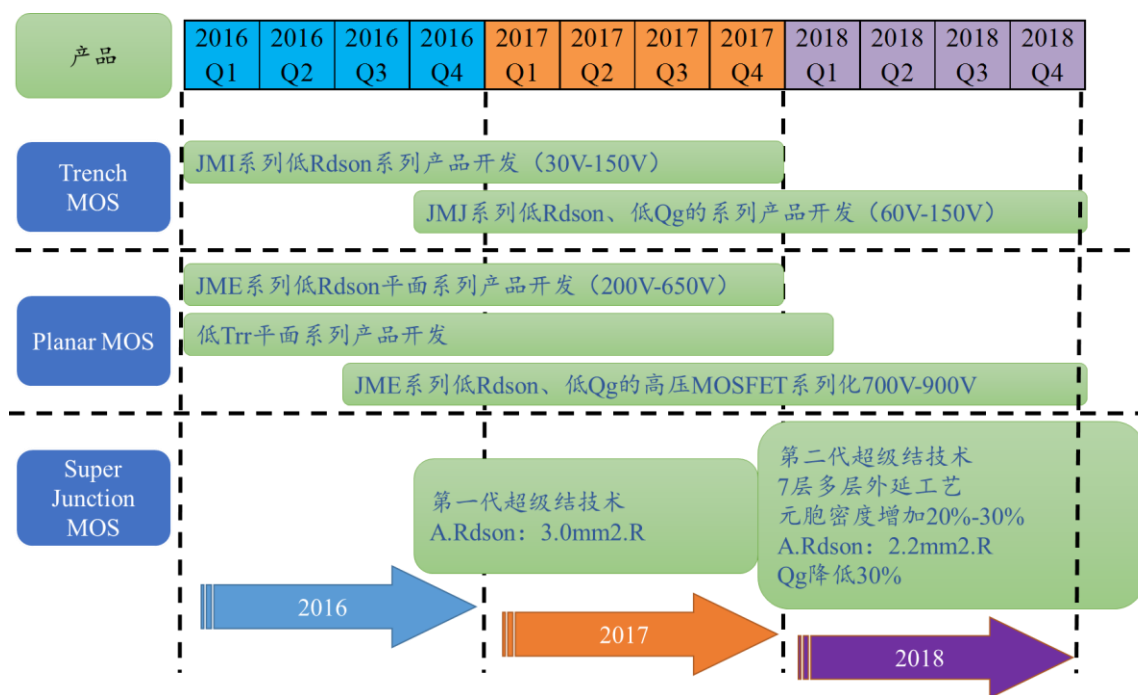 产品
2016 2016 2016 2016 2017 2017 2017 2017 2018 2018 2018 2018
Q1 Q2 Q3 Q4 Q1 Q2 Q3 Q4 Q1 Q2 Q3 Q4
Trench
MOS
JMI系列低Rdson系列产品开发（30V-150V）
JMJ系列低Rdson、低Qg的系列产品开发（60V-150V）
Planar MOS
JME系列低Rdson平面系列产品开发（200V-650V）
低Trr平面系列产品开发
JME系列低Rdson、低Qg的高压MOSFET系列化700V-900V
Super
Junction
MOS
第一代超级结技术
A.Rdson：3.0mm2.R
第二代超级结技术
7层多层外延工艺
元胞密度增加20%-30%
A.Rdson：2.2mm2.R
Qg降低30%
2016
2017
2018